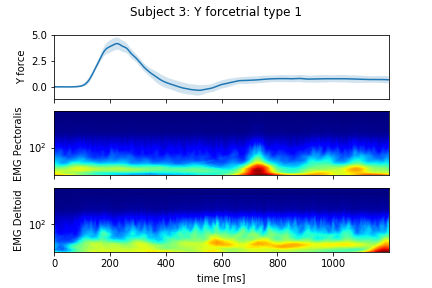 Subject 3: Y forcetrial type 1
5.0
2.5
0.0
Y force
10²
EMG Pectoralis
10²
EMG Deltoid
0 200 400 600 800 1000
time [ms]